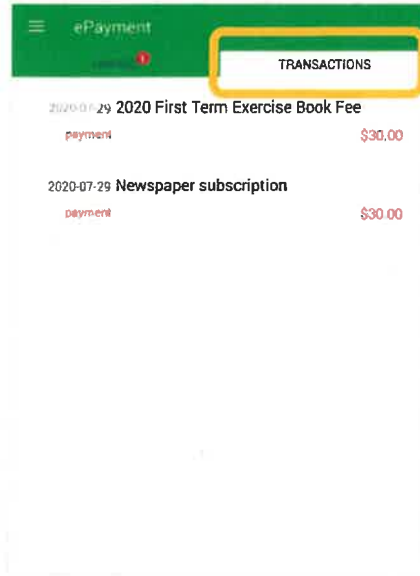 ePayment
1
TRANSACTIONS
2020-07-29 2020 First Term Exercise Book Fee
payment $30.00
2020-07-29 Newspaper subscription
payment $30.00